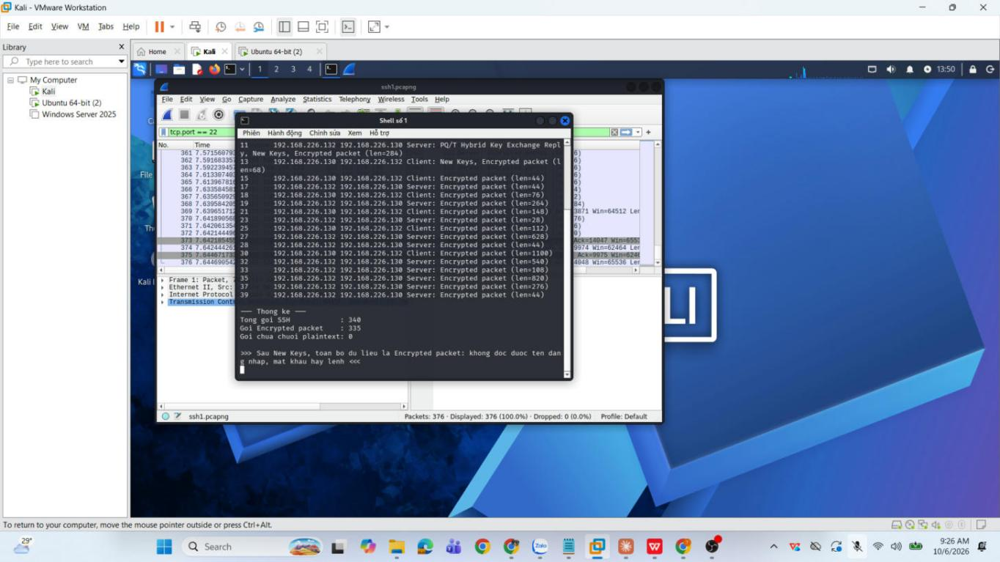 Kali - VMware Workstation
File Edit View VM Tabs Help
Library
Type here to search
My Computer
Kali
Ubuntu 64-bit (2)
Windows Server 2025
Home
Kali
Ubuntu 64-bit (2)
1 2 3 4
13:50
ssh1.pcapng
File Edit View Go Capture Analyze Statistics Telephony Wireless Tools Help
tcp.port == 22
No. Time
361 7.57156079
362 7.59168335
363 7.59223945
364 7.61330740
365 7.61396781
366 7.63358458
367 7.63565092
368 7.63958420
369 7.63965171
3871 Win=64512 Ler
370 7.64189056
371 7.64206135
372 7.64214449
373 7.64218545
Ack=14047 Win=6553
374 7.64244426
9974 Win=62464 Ler
375 7.64467173
Ack=9975 Win=6246
376 7.64469054
4048 Win=65536 Ler
Frame 1: Packet,
Ethernet II, Src:
Internet Protocol
Transmission Contr
Shell số 1
Phiên Hành động Chỉnh sửa Xem Hỗ trợ
11 192.168.226.132 192.168.226.130 Server: PQ/T Hybrid Key Exchange Repl
y, New Keys, Encrypted packet (len=284)
13 192.168.226.130 192.168.226.132 Client: New Keys, Encrypted packet (l
en=68)
15 192.168.226.130 192.168.226.132 Client: Encrypted packet (len=44)
17 192.168.226.132 192.168.226.130 Server: Encrypted packet (len=44)
18 192.168.226.130 192.168.226.132 Client: Encrypted packet (len=76)
19 192.168.226.132 192.168.226.130 Server: Encrypted packet (len=264)
21 192.168.226.130 192.168.226.132 Client: Encrypted packet (len=148)
23 192.168.226.132 192.168.226.130 Server: Encrypted packet (len=28)
25 192.168.226.130 192.168.226.132 Client: Encrypted packet (len=112)
27 192.168.226.132 192.168.226.130 Server: Encrypted packet (len=628)
28 192.168.226.132 192.168.226.130 Server: Encrypted packet (len=44)
30 192.168.226.130 192.168.226.132 Client: Encrypted packet (len=1100)
32 192.168.226.132 192.168.226.130 Server: Encrypted packet (len=540)
33 192.168.226.132 192.168.226.130 Server: Encrypted packet (len=108)
35 192.168.226.132 192.168.226.130 Server: Encrypted packet (len=820)
37 192.168.226.132 192.168.226.130 Server: Encrypted packet (len=276)
39 192.168.226.132 192.168.226.130 Server: Encrypted packet (len=44)
--- Thong ke ---
Tong goi SSH : 340
Goi Encrypted packet : 335
Goi chua chuoi plaintext: 0
>>> Sau New Keys, toan bo du lieu la Encrypted packet: khong doc duoc ten dan
g nhap, mat khau hay lenh <<<
ssh1.pcapng
Packets: 376 · Displayed: 376 (100.0%) · Dropped: 0 (0.0%)
Profile: Default
To return to your computer, move the mouse pointer outside or press Ctrl+Alt.
29°
Search
Zalo
9:26 AM
10/6/2026